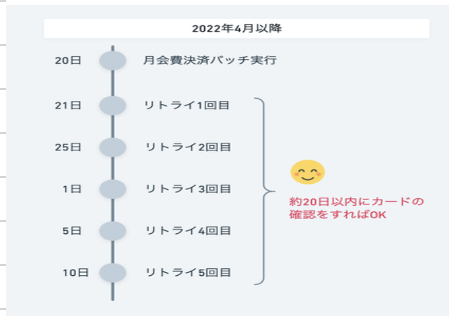 2022年4月以降
20日 月会費決済バッチ実行
21日 リトライ1回目
25日 リトライ2回目
1日 リトライ3回目
5日 リトライ4回目
10日 リトライ5回目
約20日以内にカードの
確認をすればOK